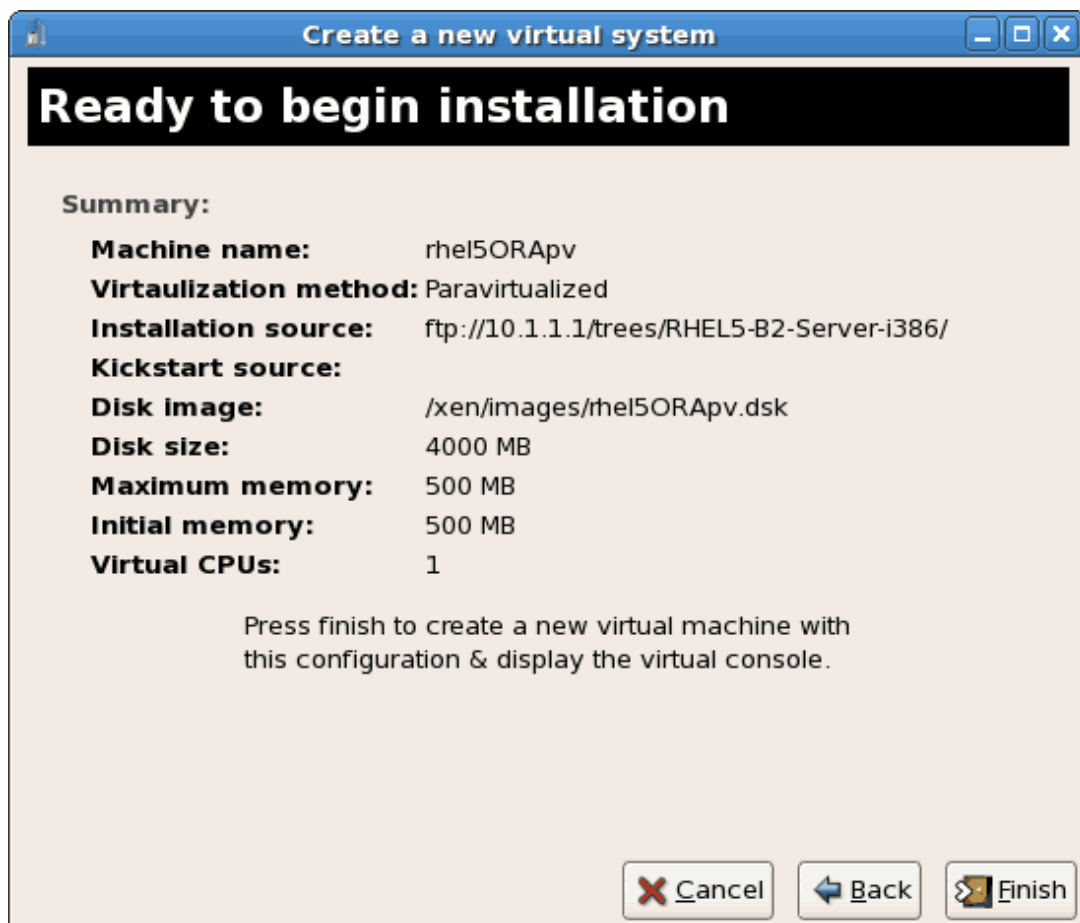 Create a new virtual system
Ready to begin installation
Summary:
Machine name: rhel5ORApv
Virtaulization method: Paravirtualized
Installation source: ftp://10.1.1.1/trees/RHEL5-B2-Server-i386/
Kickstart source:
Disk image: /xen/images/rhel5ORApv.dsk
Disk size: 4000 MB
Maximum memory: 500 MB
Initial memory: 500 MB
Virtual CPUs: 1
Press finish to create a new virtual machine with
this configuration & display the virtual console.
Cancel Back Finish